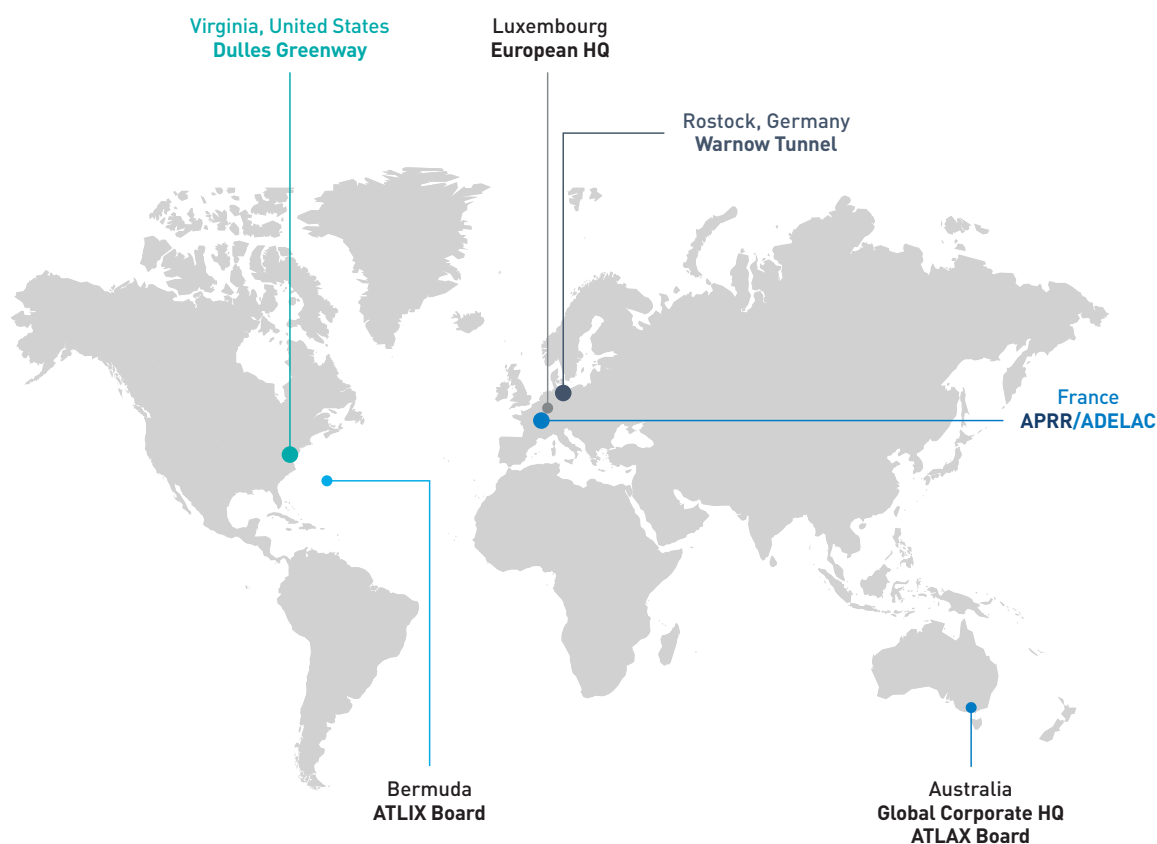 Virginia, United States
Dulles Greenway
Luxembourg
European HQ
Rostock, Germany
Warnow Tunnel
France
APRR/ADELAC
Bermuda
ATLIX Board
Australia
Global Corporate HQ
ATLAX Board